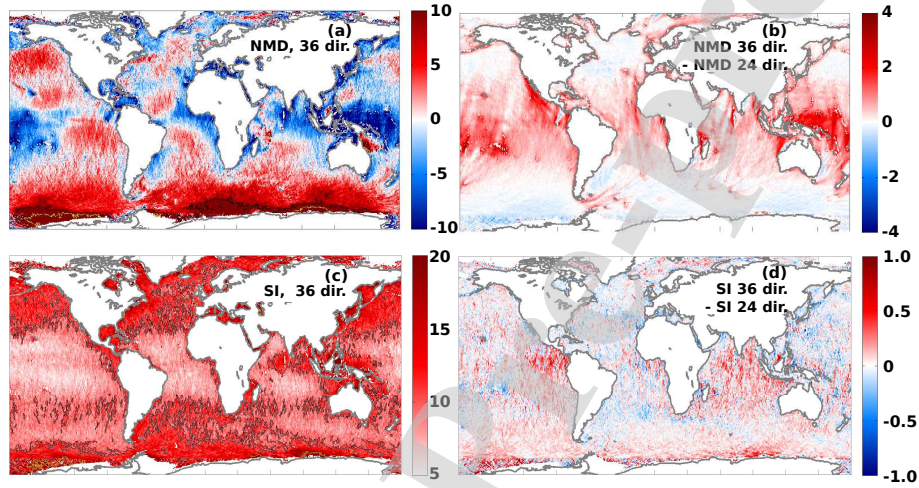 (a)
NMD, 36 dir.
10
5
0
-5
-10
(b)
NMD 36 dir.
- NMD 24 dir.
4
2
0
-2
-4
(c)
SI, 36 dir.
20
15
10
5
(d)
SI 36 dir.
- SI 24 dir.
1.0
0.5
0
-0.5
-1.0
pre-pr